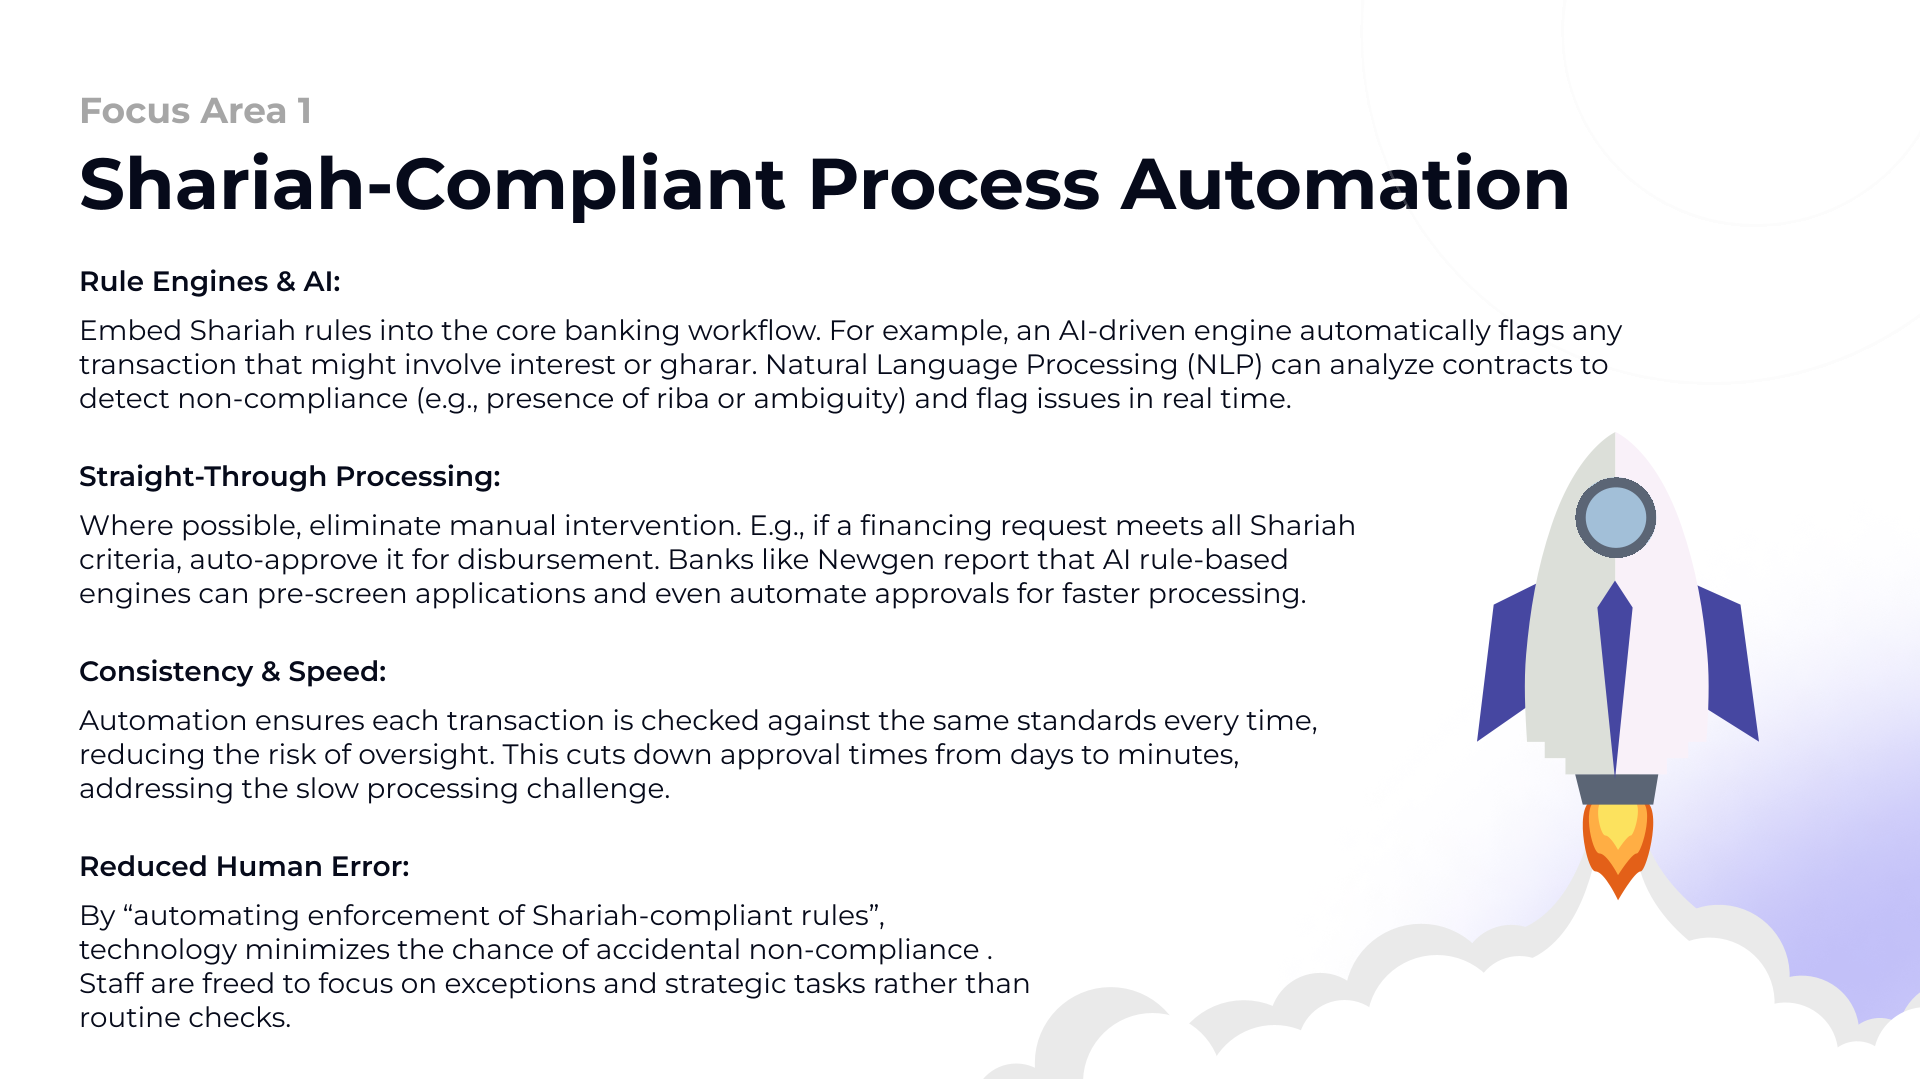 Focus Area 1
Shariah-Compliant Process Automation
Rule Engines & AI:
Embed Shariah rules into the core banking workflow. For example, an AI-driven engine automatically flags any
transaction that might involve interest or gharar. Natural Language Processing (NLP) can analyze contracts to
detect non-compliance (e.g., presence of riba or ambiguity) and flag issues in real time.
Straight-Through Processing:
Where possible, eliminate manual intervention. E.g., if a financing request meets all Shariah
criteria, auto-approve it for disbursement. Banks like Newgen report that AI rule-based
engines can pre-screen applications and even automate approvals for faster processing.
Consistency & Speed:
Automation ensures each transaction is checked against the same standards every time,
reducing the risk of oversight. This cuts down approval times from days to minutes,
addressing the slow processing challenge.
Reduced Human Error:
By “automating enforcement of Shariah-compliant rules”,
technology minimizes the chance of accidental non-compliance .
Staff are freed to focus on exceptions and strategic tasks rather than
routine checks.